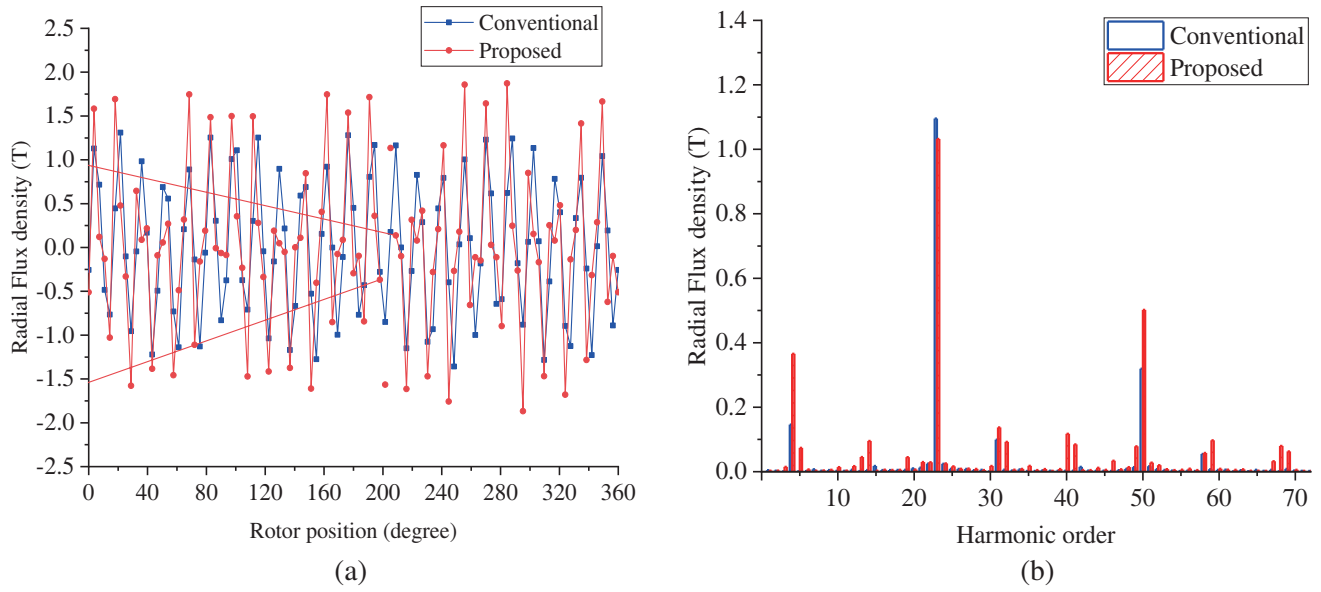 Conventional
Proposed
Radial Flux density (T)
2.5
2.0
1.5
1.0
0.5
0.0
-0.5
-1.0
-1.5
-2.0
-2.5
0 40 80 120 160 200 240 280 320 360
Rotor position (degree)
(a)
Conventional
Proposed
Radial Flux density (T)
1.4
1.2
1.0
0.8
0.6
0.4
0.2
0.0
10 20 30 40 50 60 70
Harmonic order
(b)